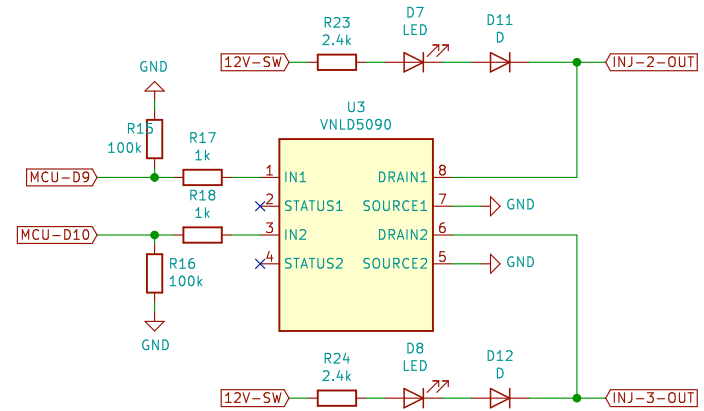 R23
2.4k
D7
LED
D11
D
12V-SW
INJ-2-OUT
GND
U3
VNLD5090
R15
100k
R17
1k
MCU-D9
1
IN1
DRAIN1
8
R18
1k
2
STATUS1
SOURCE1
7
GND
MCU-D10
3
IN2
DRAIN2
6
R16
100k
4
STATUS2
SOURCE2
5
GND
GND
R24
2.4k
D8
LED
D12
D
12V-SW
INJ-3-OUT